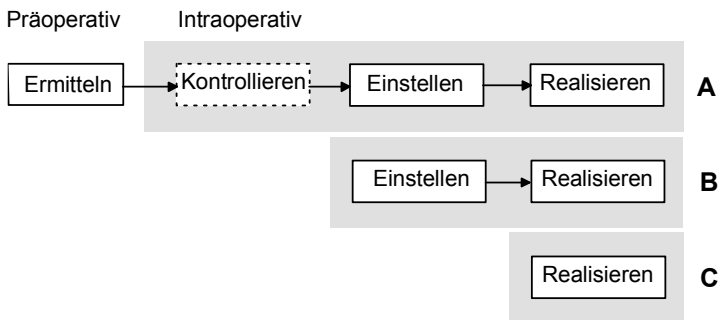 Präoperativ Intraoperativ
Ermitteln Kontrollieren Einstellen Realisieren A
Einstellen Realisieren B
Realisieren C